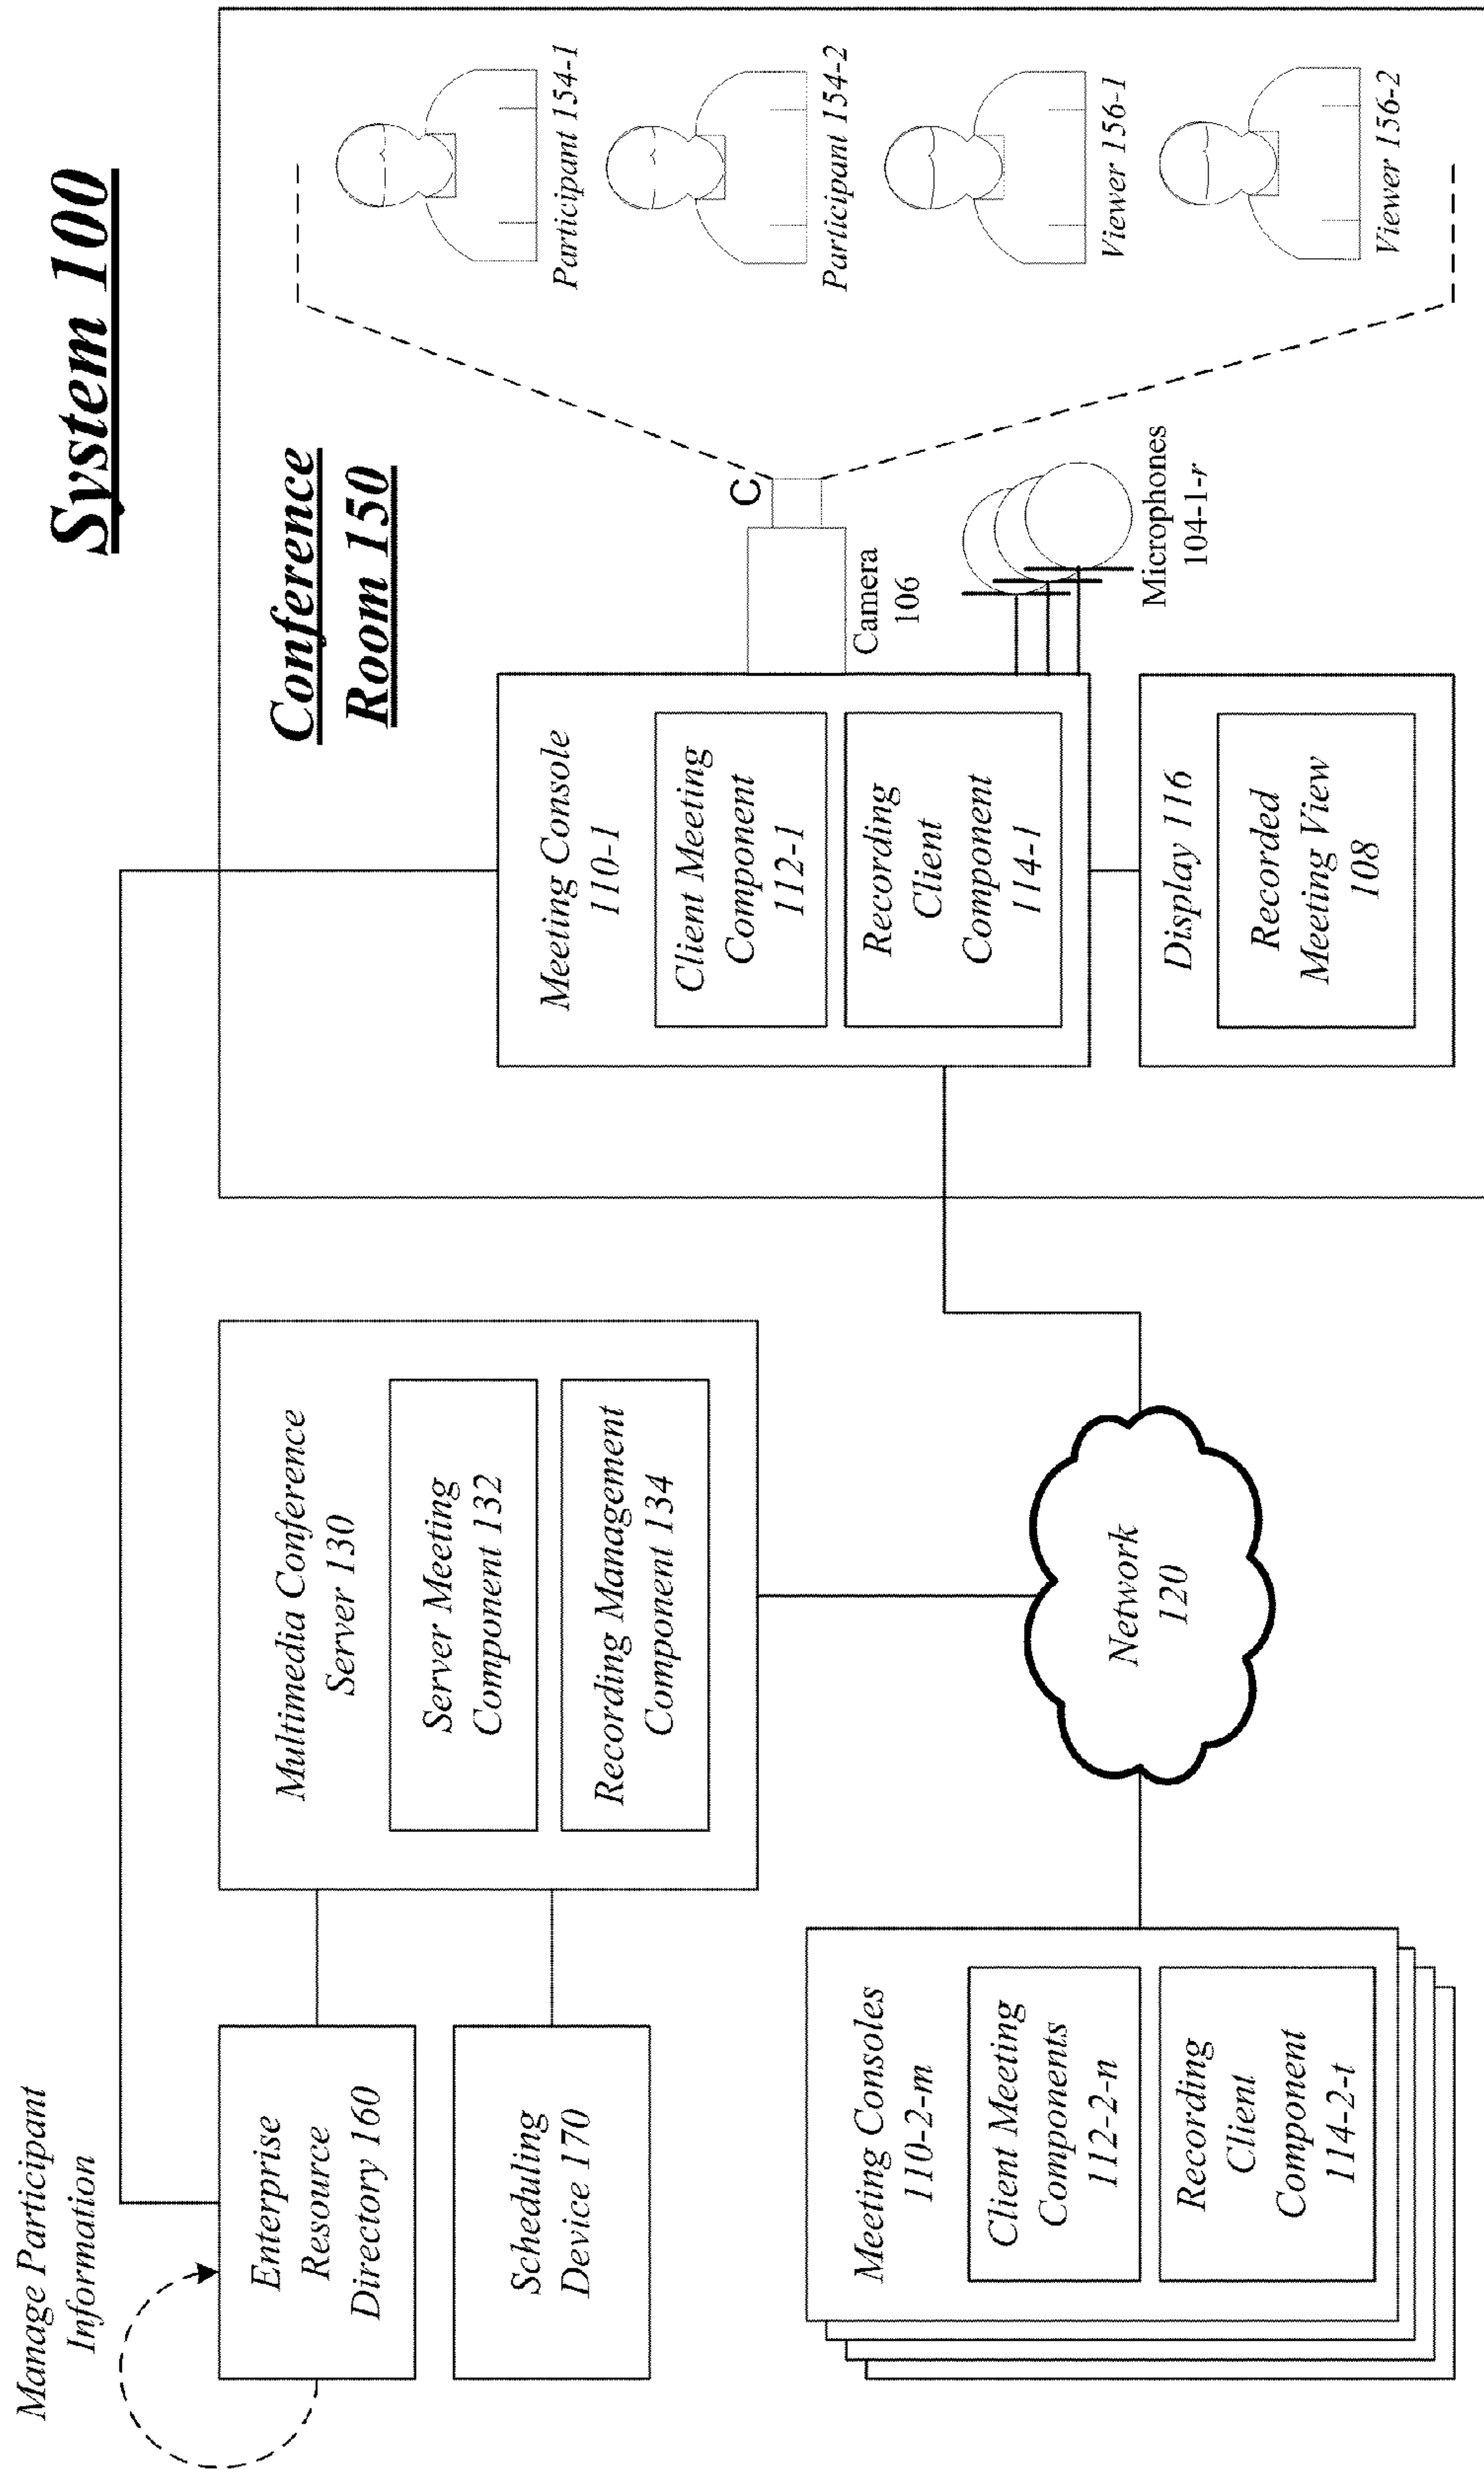 System 100
Manage Participant
Information
Enterprise
Resource
Directory 160
Scheduling
Device 170
Multimedia Conference
Server 130
Server Meeting
Component 132
Recording Management
Component 134
Meeting Consoles
110-2-m
Client Meeting
Components
112-2-n
Recording
Client
Component
114-2-t
Network
120
Conference
Room 150
Meeting Console
110-1
Client Meeting
Component
112-1
Recording
Client
Component
114-1
Display 116
Recorded
Meeting View
108
C
Camera
106
Microphones
104-1-r
Participant 154-1
Participant 154-2
Viewer 156-1
Viewer 156-2